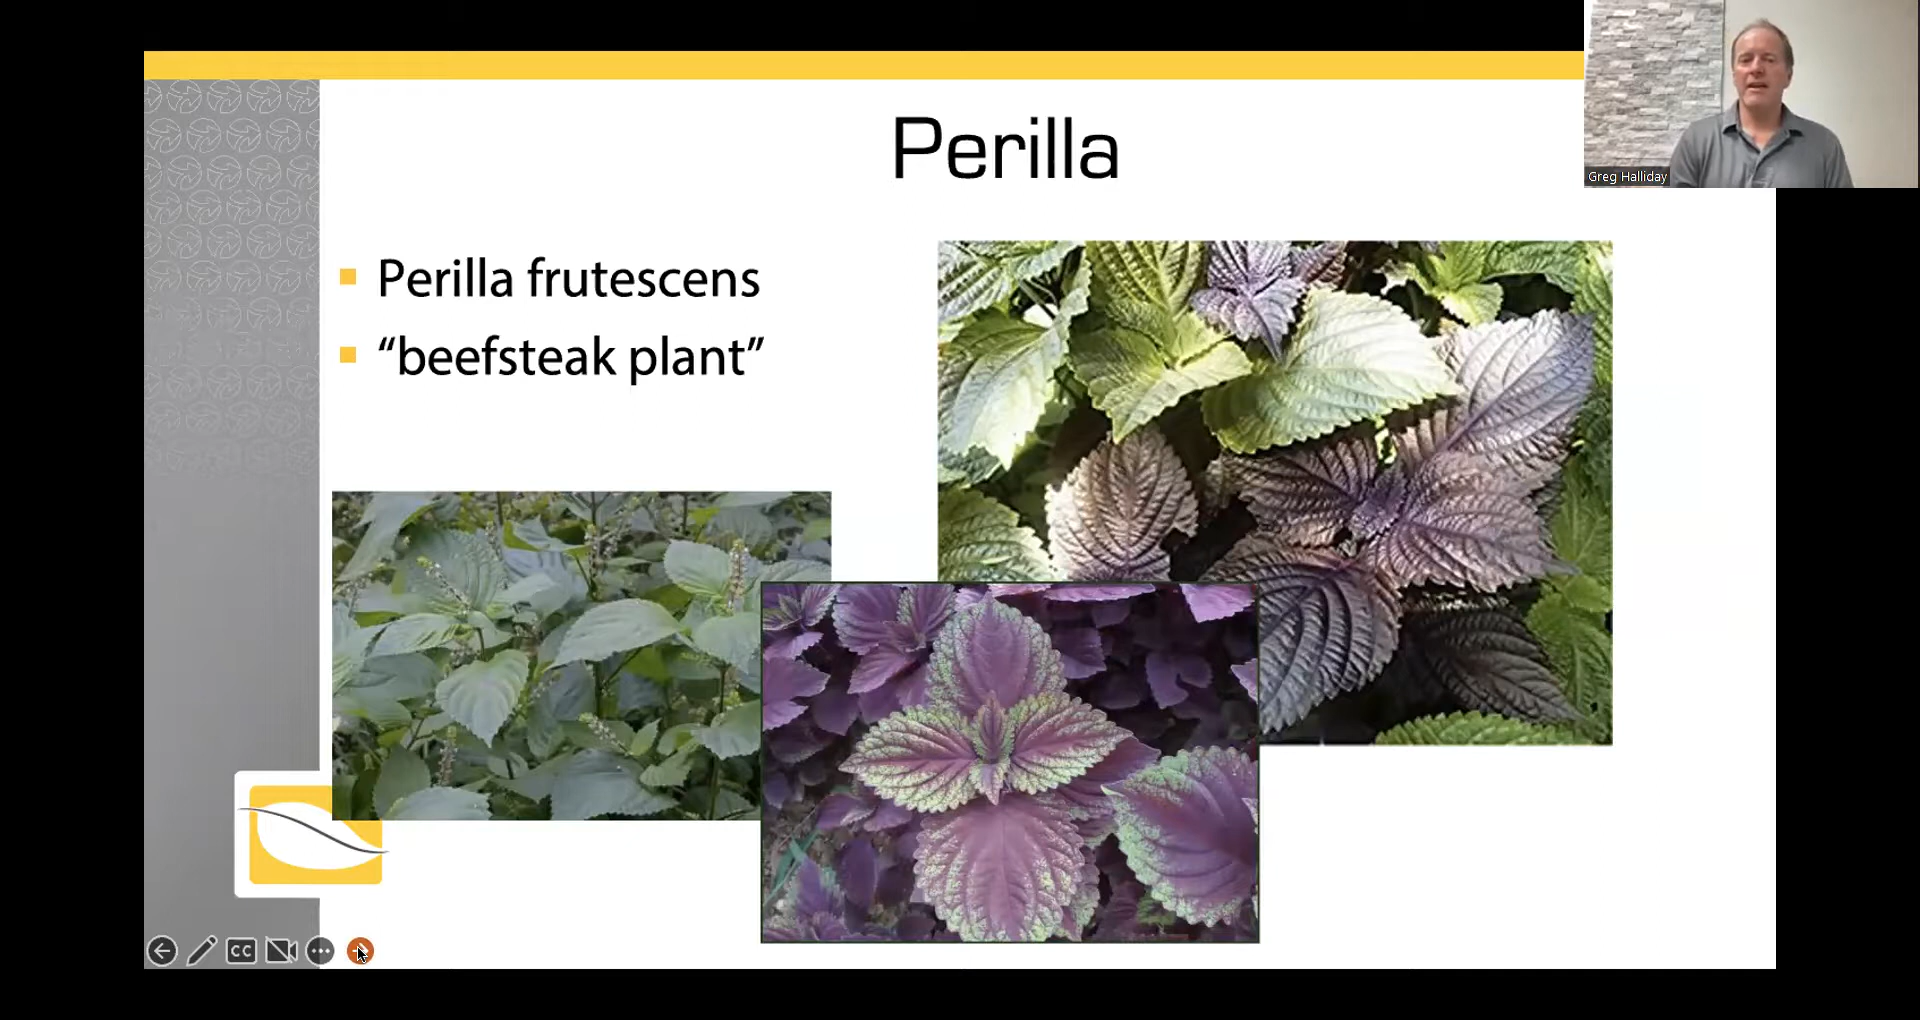 Perilla
Greg Halliday
Perilla frutescens
“beefsteak plant”
CC